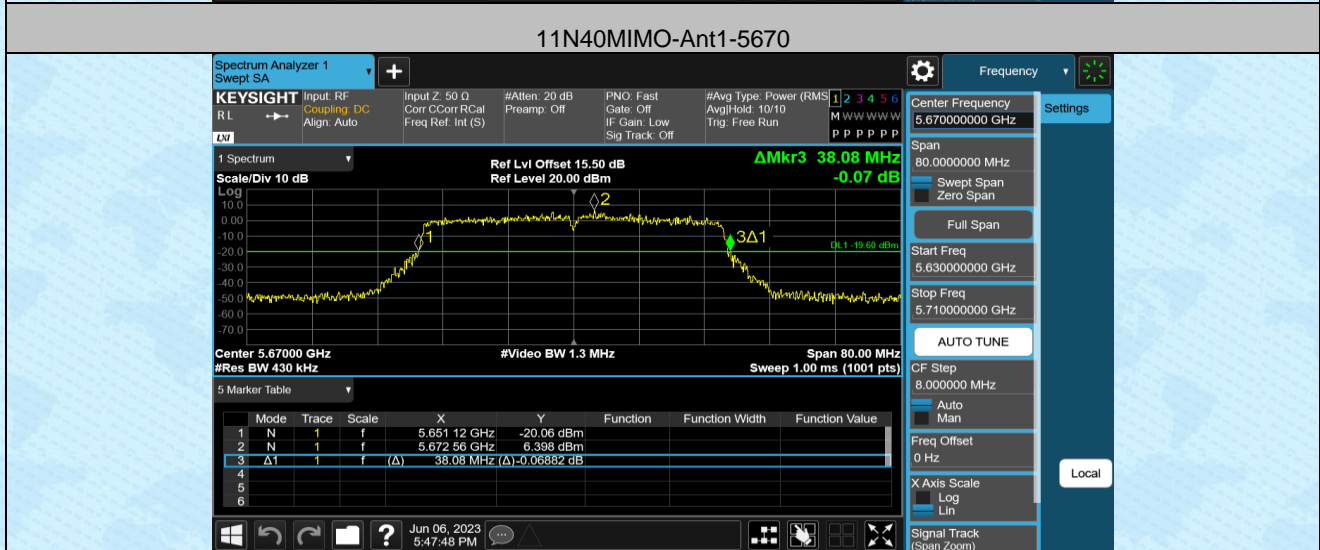 11N40MIMO-Ant1-5670
Spectrum Analyzer 1
Swept SA
+
Frequency
KEYSIGHT
R L
LXI
Input: RF
Coupling: DC
Align: Auto
Input Z: 50 Ω
Corr CCorr RCal
Freq Ref: Int (S)
#Atten: 20 dB
Preamp: Off
PNO: Fast
Gate: Off
IF Gain: Low
Sig Track: Off
#Avg Type: Power (RMS
Avg|Hold: 10/10
Trig: Free Run
1 2 3 4 5 6
M W W W W W
P P P P P P
Center Frequency
5.670000000 GHz
Settings
Span
80.0000000 MHz
Swept Span
Zero Span
Full Span
Start Freq
5.630000000 GHz
Stop Freq
5.710000000 GHz
AUTO TUNE
CF Step
8.000000 MHz
Auto
Man
Freq Offset
0 Hz
X Axis Scale
Log
Lin
Signal Track
(Span Zoom)
Local
1 Spectrum
Scale/Div 10 dB
Ref Lvl Offset 15.50 dB
Ref Level 20.00 dBm
ΔMkr3 38.08 MHz
-0.07 dB
Log
10.0
0.00
-10.0
-20.0
-30.0
-40.0
-50.0
-60.0
-70.0
1
2
3Δ1
DL1 -19.60 dBm
Center 5.67000 GHz
#Video BW 1.3 MHz
Span 80.00 MHz
#Res BW 430 kHz
Sweep 1.00 ms (1001 pts)
5 Marker Table
Mode Trace Scale X Y Function Function Width Function Value
1 N 1 f 5.651 12 GHz -20.06 dBm
2 N 1 f 5.672 56 GHz 6.398 dBm
3 Δ1 1 f (Δ) 38.08 MHz (Δ) -0.06882 dB
4
5
6
?
Jun 06, 2023
5:47:48 PM